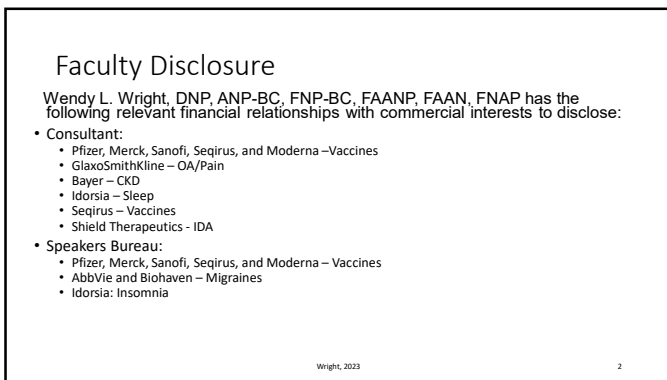 Faculty Disclosure
Wendy L. Wright, DNP, ANP-BC, FNP-BC, FAANP, FAAN, FNAP has the
following relevant financial relationships with commercial interests to disclose:
• Consultant:
• Pfizer, Merck, Sanofi, Seqirus, and Moderna –Vaccines
• GlaxoSmithKline – OA/Pain
• Bayer – CKD
• Idorsia – Sleep
• Seqirus – Vaccines
• Shield Therapeutics - IDA
• Speakers Bureau:
• Pfizer, Merck, Sanofi, Seqirus, and Moderna – Vaccines
• AbbVie and Biohaven – Migraines
• Idorsia: Insomnia
Wright, 2023 2